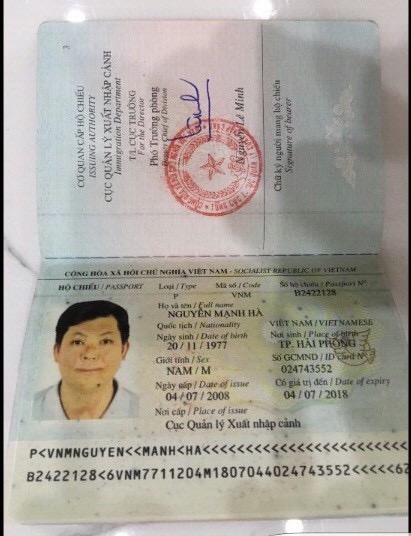 3
CƠ QUAN CẤP HỘ CHIẾU
ISSUING AUTHORITY
CỤC QUẢN LÝ XUẤT NHẬP CẢNH
Immigration Department
T/L CỤC TRƯỞNG
For the Director
Phó Trưởng phòng
Chief of Division
Nguyễn Lê Minh
Chữ ký người mang hộ chiếu
Signature of bearer
CỘNG HÒA XÃ HỘI CHỦ NGHĨA VIỆT NAM - SOCIALIST REPUBLIC OF VIETNAM
HỘ CHIẾU / PASSPORT Loại / Type Mã số / Code Số hộ chiếu / Passport Nº
P VNM B2422128
Họ và tên / Full name
NGUYỄN MẠNH HÀ
Quốc tịch / Nationality VIỆT NAM / VIETNAMESE
Ngày sinh / Date of birth Nơi sinh / Place of birth
20 / 11 / 1977 TP. HẢI PHÒNG
Giới tính / Sex Số GCMND / ID card Nº
NAM / M 024743552
Ngày cấp / Date of issue Có giá trị đến / Date of expiry
04 / 07 / 2008 04 / 07 / 2018
Nơi cấp / Place of issue
Cục Quản lý Xuất nhập cảnh
P<VNMNGUYEN<<MANH<HA<<<<<<<<<<<<<<<<<<<<<<<<
B2422128<6VNM7711204M1807044024743552<<<<<62